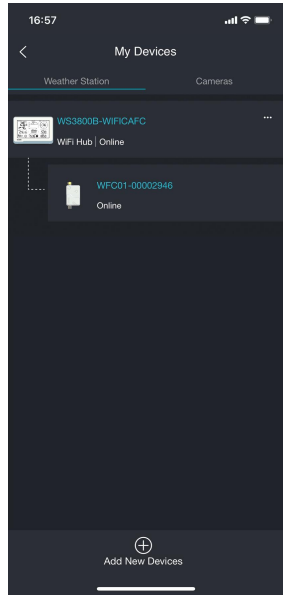 16:57
My Devices
Weather Station
Cameras
WS3800B-WIFICAFC
WiFi Hub | Online
WFC01-00002946
Online
Add New Devices